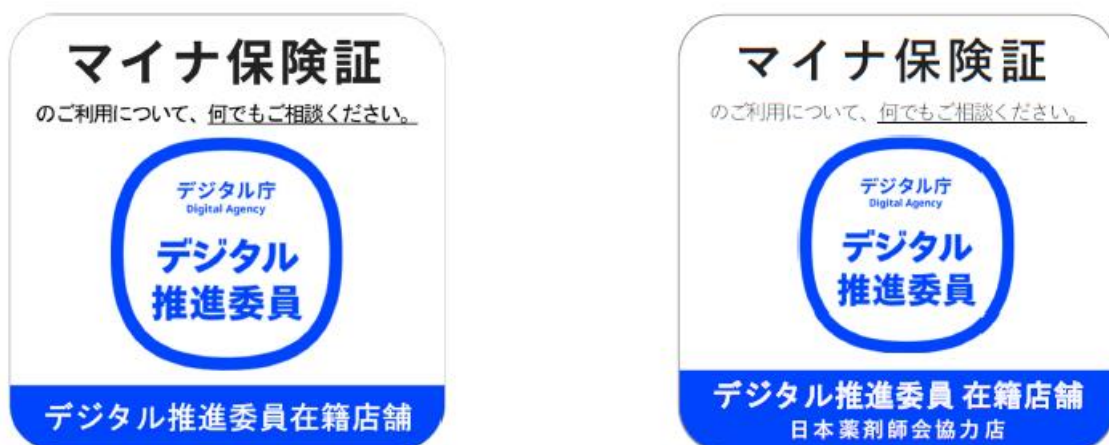 マイナ保険証
のご利用について、何でもご相談ください。
デジタル庁
Digital Agency
デジタル
推進委員
デジタル推進委員在籍店舗
マイナ保険証
のご利用について、何でもご相談ください。
デジタル庁
Digital Agency
デジタル
推進委員
デジタル推進委員 在籍店舗
日本薬剤師会協力店